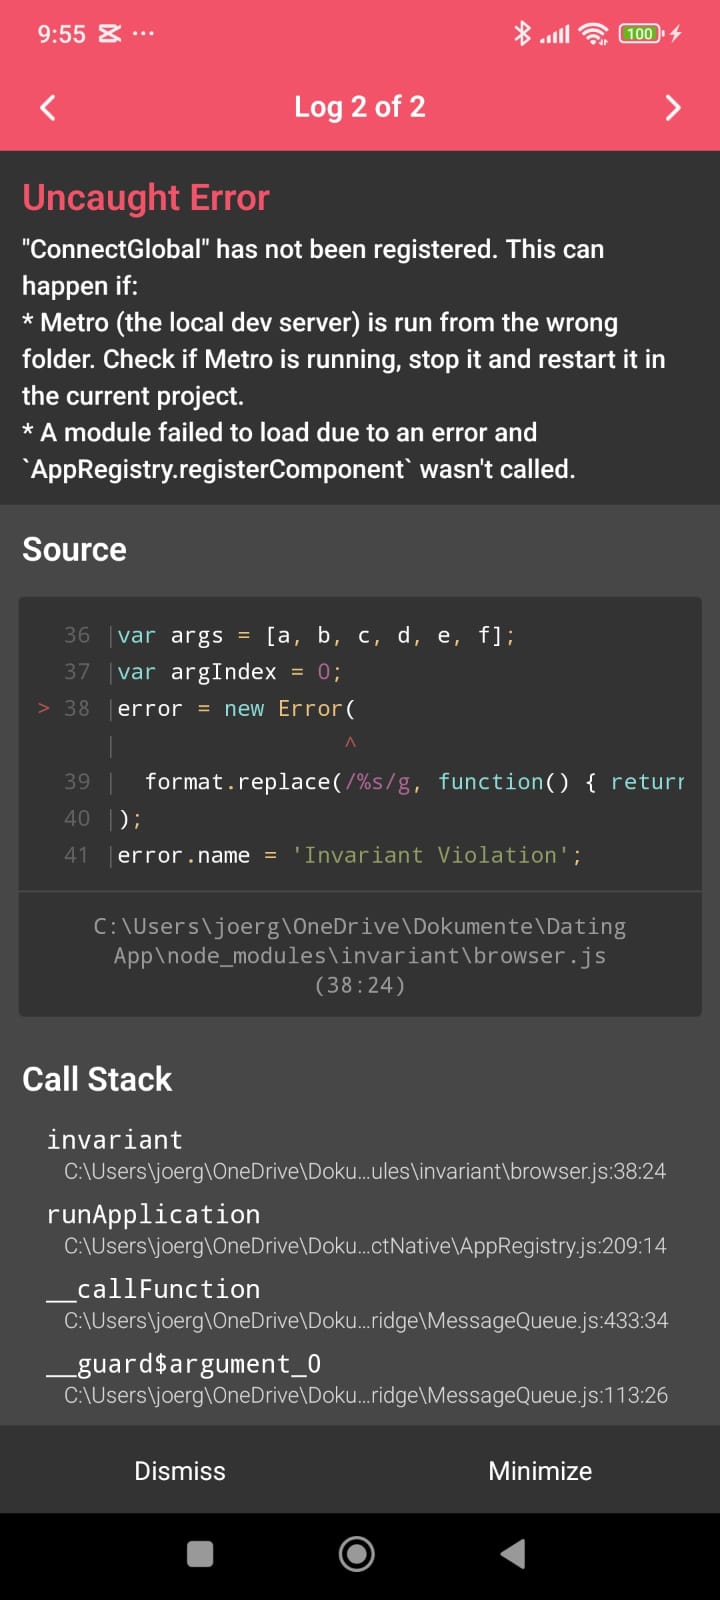 9:55 ...
100
Log 2 of 2
Uncaught Error
"ConnectGlobal" has not been registered. This can
happen if:
* Metro (the local dev server) is run from the wrong
folder. Check if Metro is running, stop it and restart it in
the current project.
* A module failed to load due to an error and
`AppRegistry.registerComponent` wasn't called.
Source
36 |var args = [a, b, c, d, e, f];
37 |var argIndex = 0;
> 38 |error = new Error(
| ^
39 | format.replace(/%s/g, function() { return
40 |);
41 |error.name = 'Invariant Violation';
C:\Users\joerg\OneDrive\Dokumente\Dating
App\node_modules\invariant\browser.js
(38:24)
Call Stack
invariant
C:\Users\joerg\OneDrive\Doku...ules\invariant\browser.js:38:24
runApplication
C:\Users\joerg\OneDrive\Doku...ctNative\AppRegistry.js:209:14
__callFunction
C:\Users\joerg\OneDrive\Doku...ridge\MessageQueue.js:433:34
__guard$argument_0
C:\Users\joerg\OneDrive\Doku...ridge\MessageQueue.js:113:26
Dismiss
Minimize